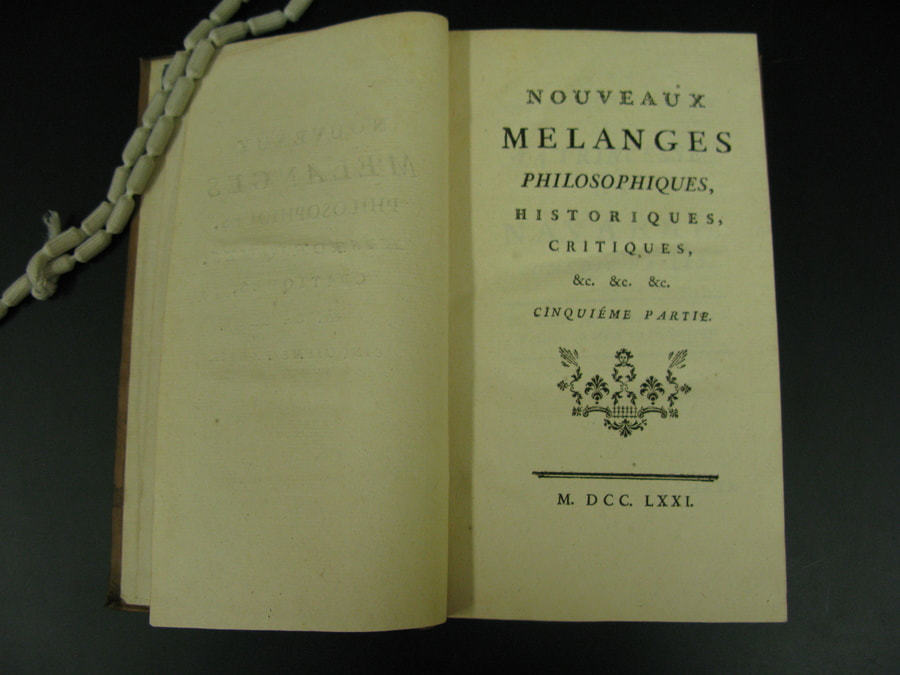 NOUVEAUX
MELANGES
PHILOSOPHIQUES,
HISTORIQUES,
CRITIQUES,
&c. &c. &c.
CINQUIÉME PARTIE.
M. DCC. LXXI.